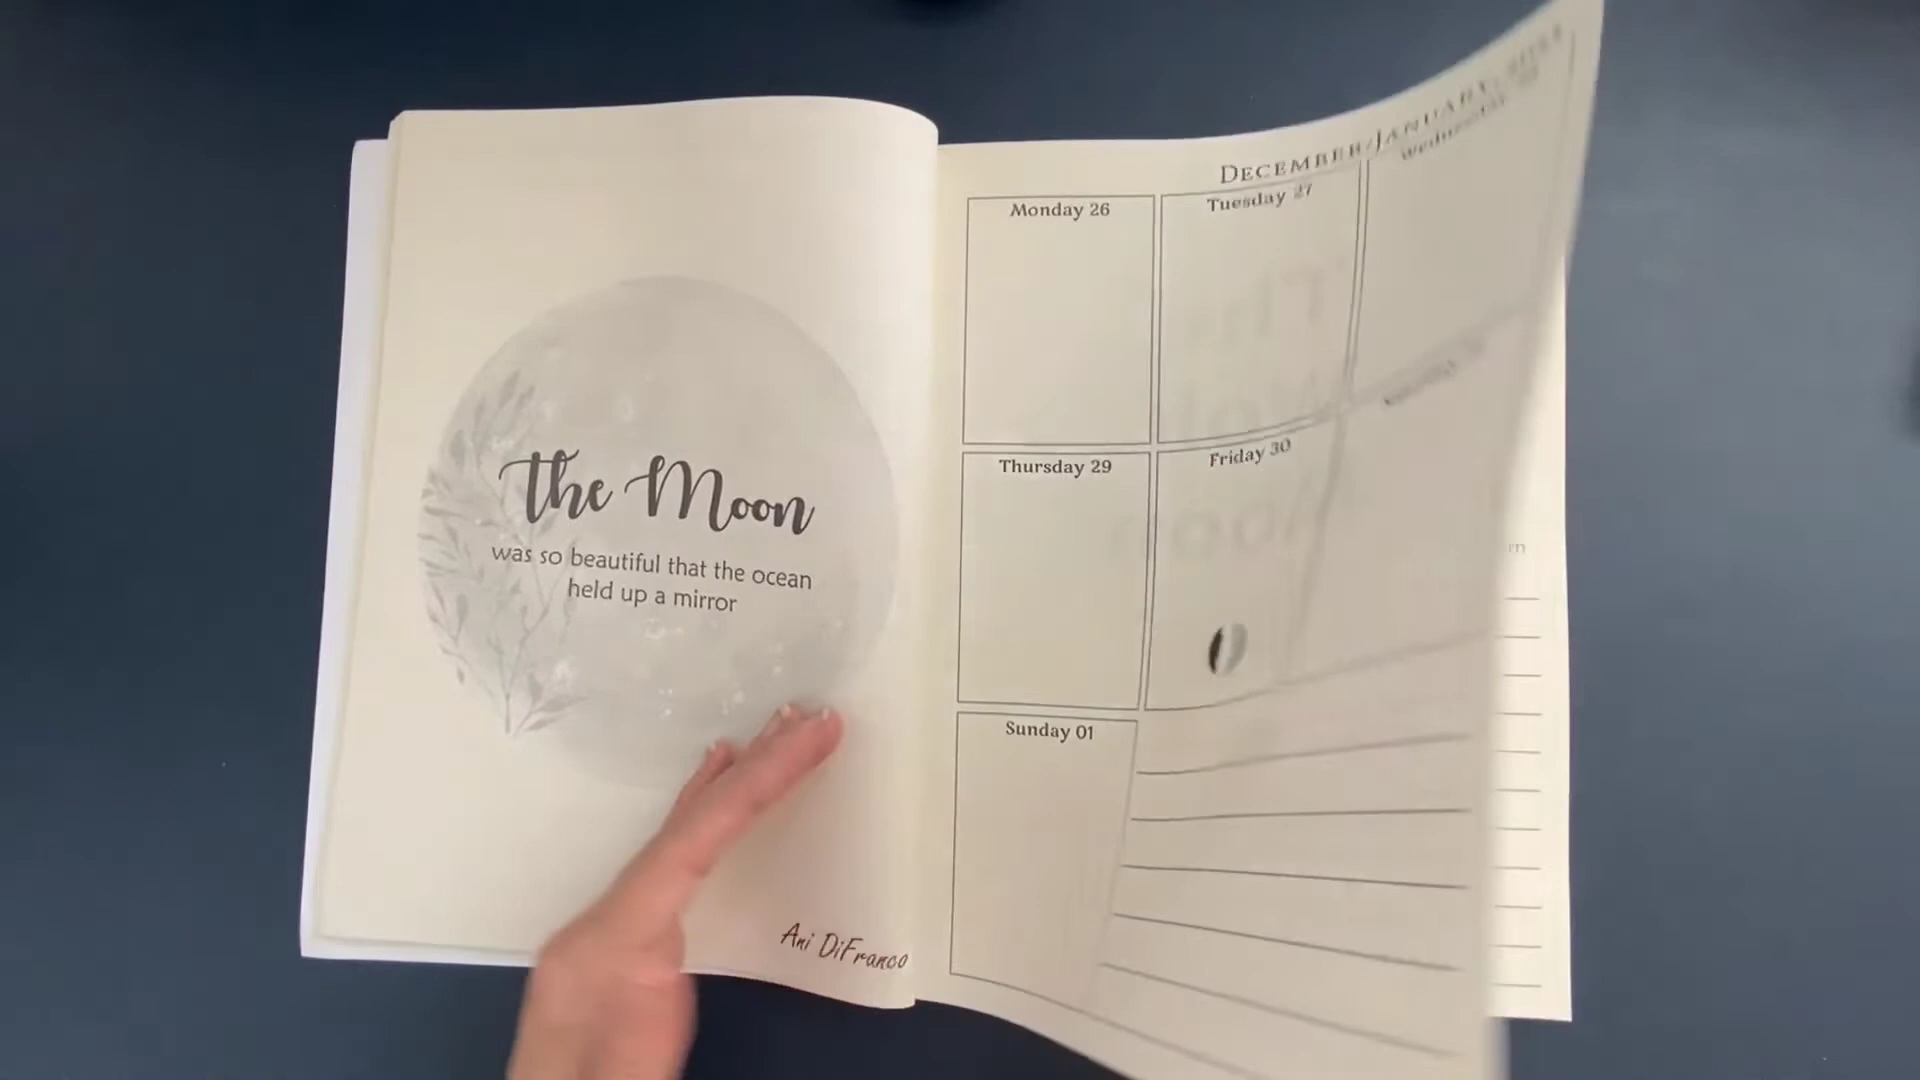 the Moon
was so beautiful that the ocean
held up a mirror
Ani DiFranco
DECEMBER/JANUARY
Monday 26
Tuesday 27
Wednesday
Thursday 29
Friday 30
Sunday 01